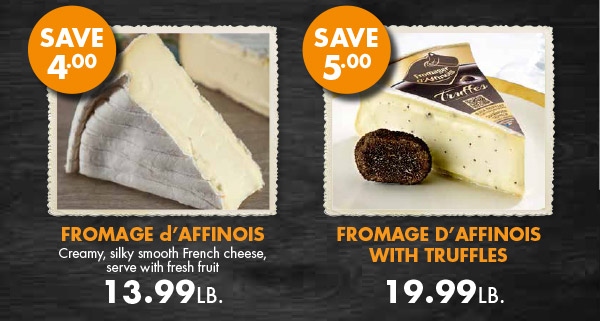 SAVE
4.00
FROMAGE d’AFFINOIS
Creamy, silky smooth French cheese,
serve with fresh fruit
13.99LB.
SAVE
5.00
Fromager
d'Affinois
Truffes
FROMAGE D’AFFINOIS
WITH TRUFFLES
19.99LB.